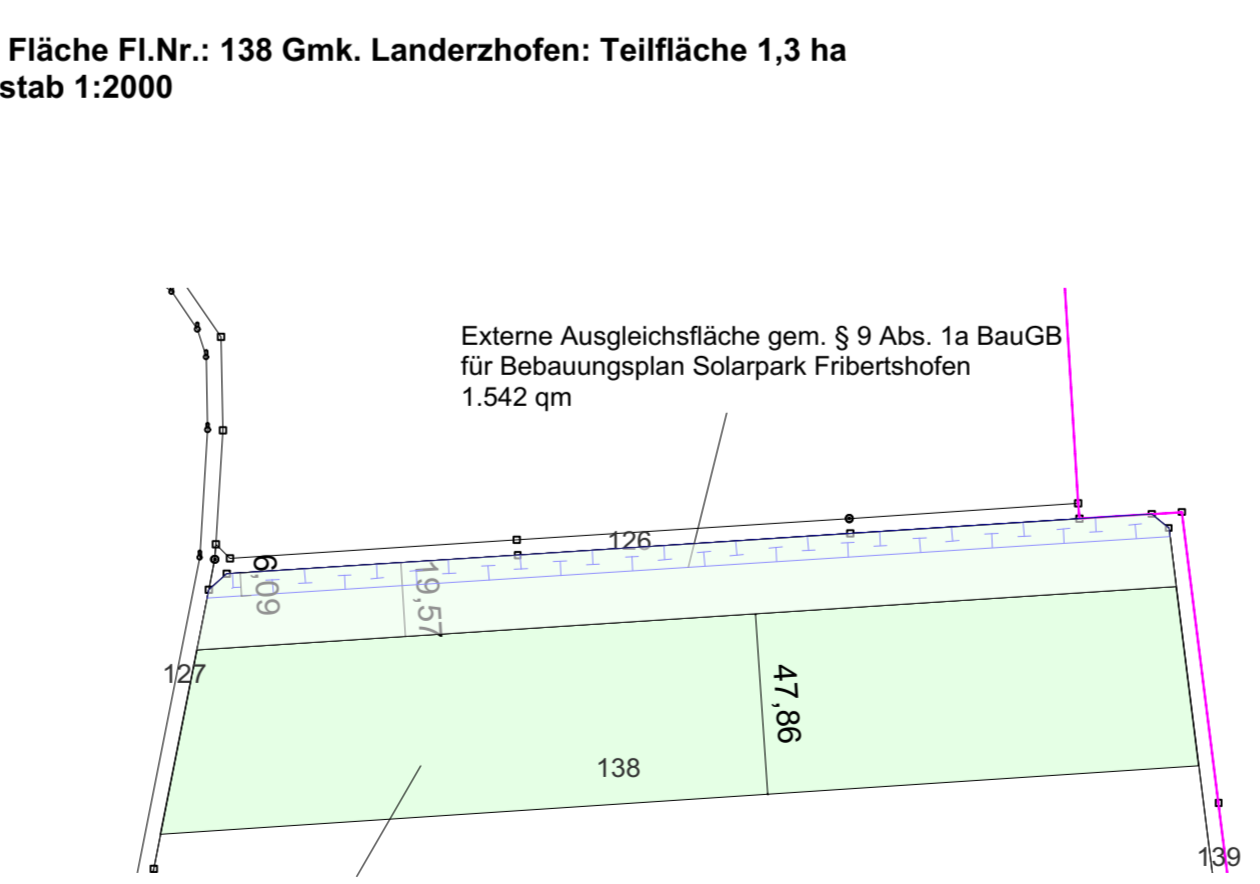 Fläche Fl.Nr.: 138 Gmk. Landerzhofen: Teilfläche 1,3 ha
stab 1:2000
Externe Ausgleichsfläche gem. § 9 Abs. 1a BauGB
für Bebauungsplan Solarpark Fribertshofen
1.542 qm
126
6,09
19,57
127
47,86
138
139